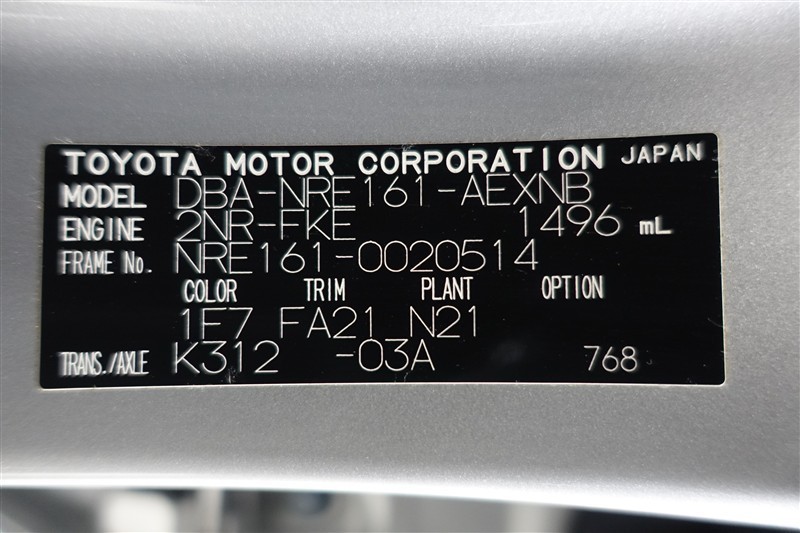 TOYOTA MOTOR CORPORATION JAPAN
MODEL DBA-NRE161-AEXNB
ENGINE 2NR-FKE 1496 mL
FRAME No. NRE161-0020514
COLOR TRIM PLANT OPTION
1E7 FA21 N21
TRANS./AXLE K312 -03A 768